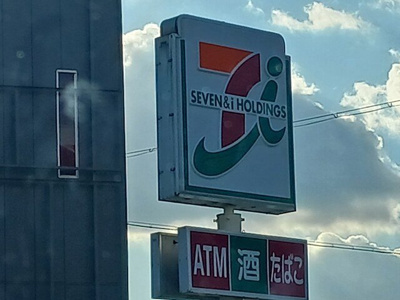 SEVEN&i HOLDINGS
ATM 酒 たばこ